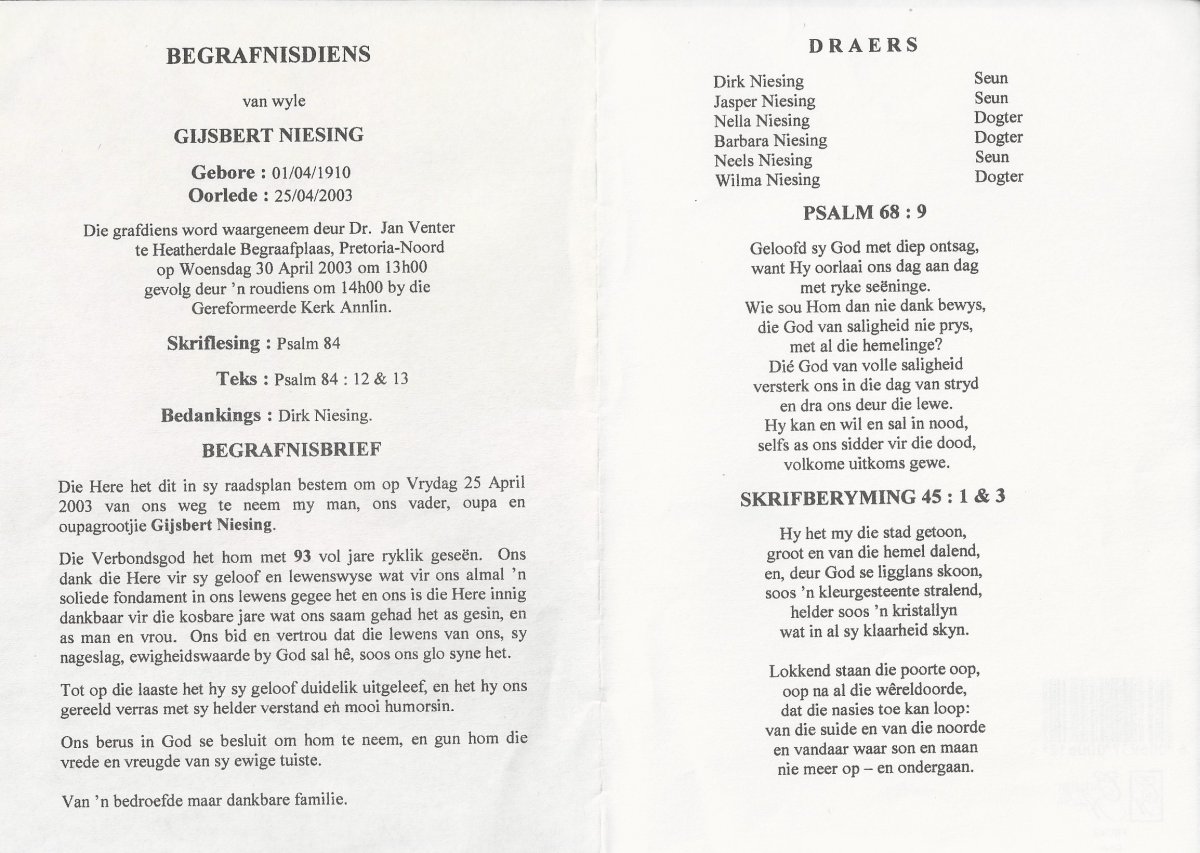 BEGRAFNISDIENS
van wyle
GIJSBERT NIESING
Gebore : 01/04/1910
Oorlede : 25/04/2003
Die grafdiens word waargeneem deur Dr. Jan Venter
te Heatherdale Begraafplaas, Pretoria-Noord
op Woensdag 30 April 2003 om 13h00
gevolg deur 'n roudiens om 14h00 by die
Gereformeerde Kerk Annlin.
Skriflesing : Psalm 84
Teks : Psalm 84 : 12 & 13
Bedankings : Dirk Niesing.
BEGRAFNISBRIEF
Die Here het dit in sy raadsplan bestem om op Vrydag 25 April
2003 van ons weg te neem my man, ons vader, oupa en
oupagrootjie Gijsbert Niesing.
Die Verbondsgod het hom met 93 vol jare ryklik geseën. Ons
dank die Here vir sy geloof en lewenswyse wat vir ons almal 'n
soliede fondament in ons lewens gegee het en ons is die Here innig
dankbaar vir die kosbare jare wat ons saam gehad het as gesin, en
as man en vrou. Ons bid en vertrou dat die lewens van ons, sy
nageslag, ewigheidswaarde by God sal hê, soos ons glo syne het.
Tot op die laaste het hy sy geloof duidelik uitgeleef, en het hy ons
gereeld verras met sy helder verstand en mooi humorsin.
Ons berus in God se besluit om hom te neem, en gun hom die
vrede en vreugde van sy ewige tuiste.
Van 'n bedroefde maar dankbare familie.
DRAERS
Dirk Niesing Seun
Jasper Niesing Seun
Nella Niesing Dogter
Barbara Niesing Dogter
Neels Niesing Seun
Wilma Niesing Dogter
PSALM 68 : 9
Geloofd sy God met diep ontsag,
want Hy oorlaai ons dag aan dag
met ryke seëninge.
Wie sou Hom dan nie dank bewys,
die God van saligheid nie prys,
met al die hemelinge?
Dié God van volle saligheid
versterk ons in die dag van stryd
en dra ons deur die lewe.
Hy kan en wil en sal in nood,
selfs as ons sidder vir die dood,
volkome uitkoms gewe.
SKRIFBERYMING 45 : 1 & 3
Hy het my die stad getoon,
groot en van die hemel dalend,
en, deur God se ligglans skoon,
soos 'n kleurgesteente stralend,
helder soos 'n kristallyn
wat in al sy klaarheid skyn.
Lokkend staan die poorte oop,
oop na al die wêreldoorde,
dat die nasies toe kan loop:
van die suide en van die noorde
en vandaar waar son en maan
nie meer op – en ondergaan.